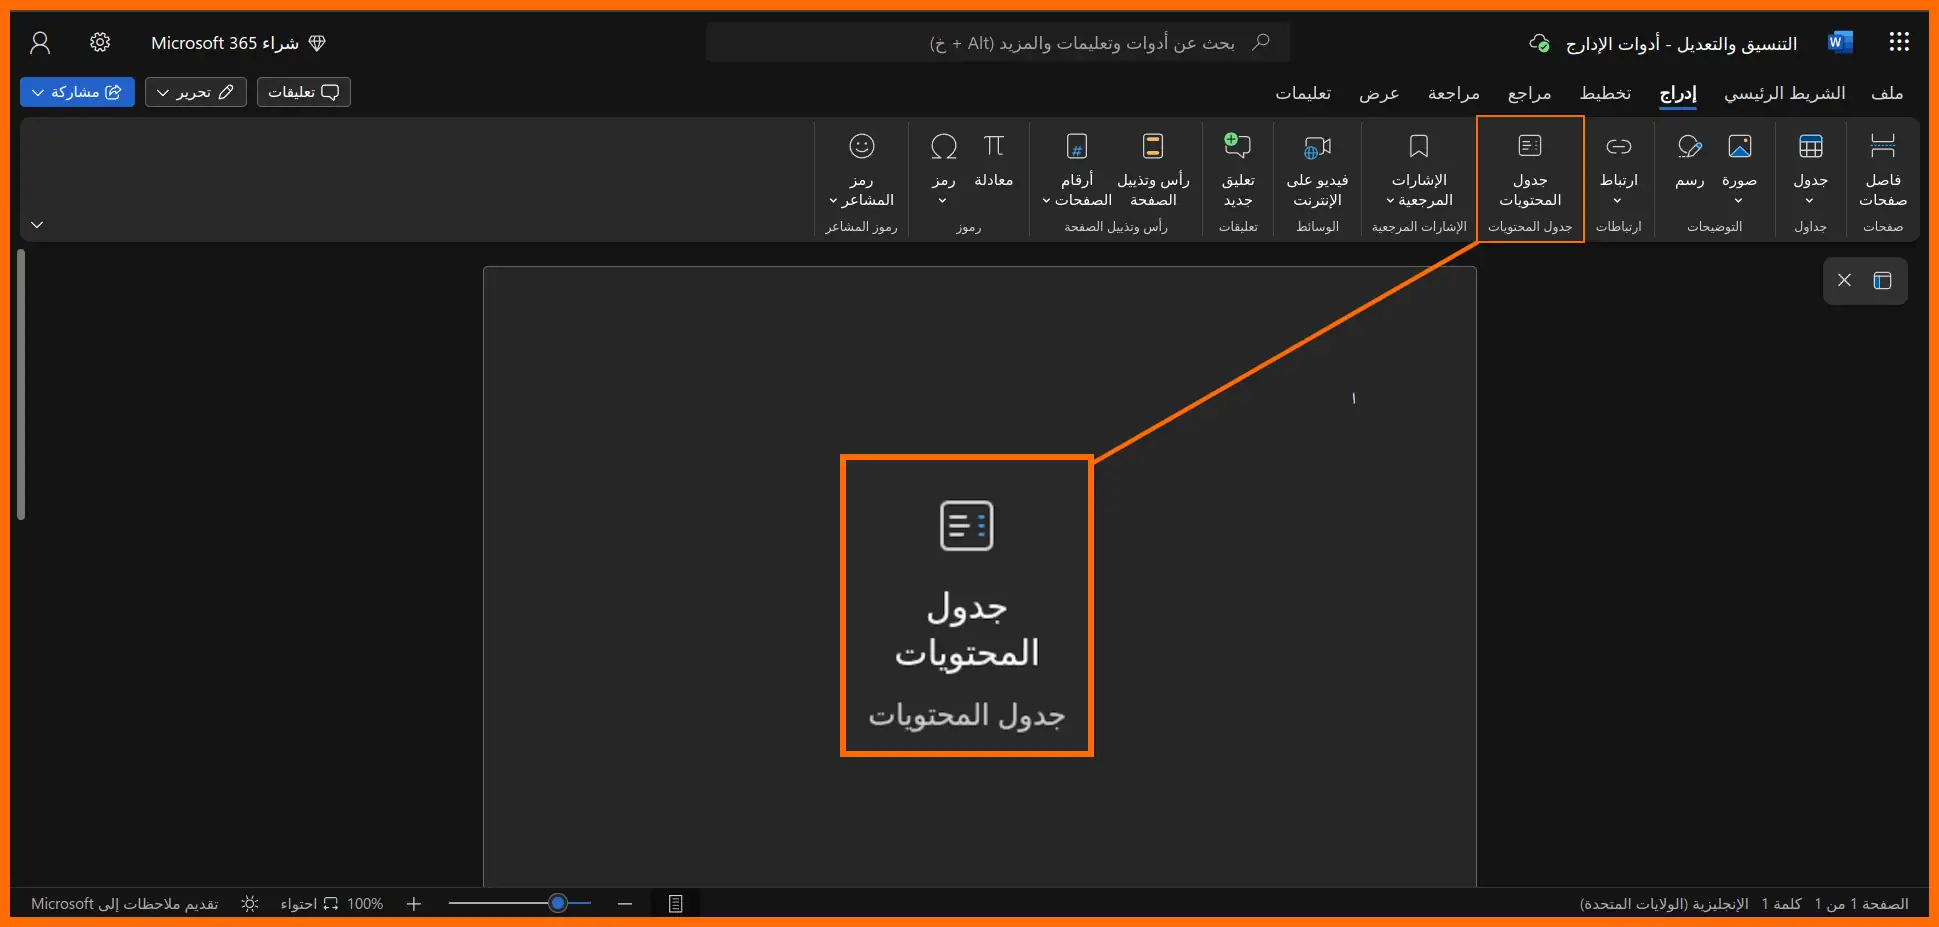 التنسيق والتعديل - أدوات الإدارج
بحث عن أدوات وتعليمات والمزيد (Alt + خ)
شراء Microsoft 365
ملف
الشريط الرئيسي
إدراج
تخطيط
مراجع
مراجعة
عرض
تعليمات
تعليقات
تحرير
مشاركة
فاصل
صفحات
صفحات
جدول
جداول
صورة
رسم
التوضيحات
ارتباط
ارتباطات
جدول
المحتويات
جدول المحتويات
الإشارات
المرجعية
الإشارات المرجعية
فيديو على
الإنترنت
الوسائط
تعليق
جديد
تعليقات
رأس وتذييل
الصفحة
أرقام
الصفحات
رأس وتذييل الصفحة
معادلة
رمز
رموز
رمز
المشاعر
رموز المشاعر
ا
جدول
المحتويات
جدول المحتويات
الصفحة 1 من 1
كلمة 1
الإنجليزية (الولايات المتحدة)
100%
احتواء
تقديم ملاحظات إلى Microsoft